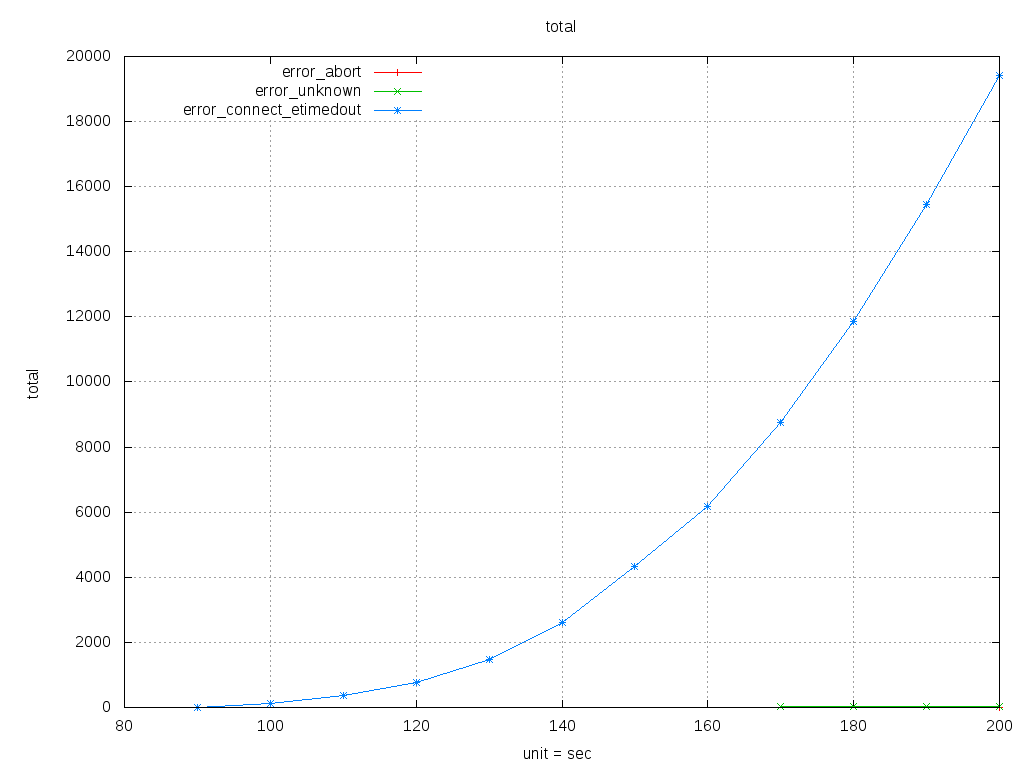 total
20000
18000
16000
14000
12000
10000
8000
6000
4000
2000
0
total
error_abort
error_unknown
error_connect_etimedout
80 100 120 140 160 180 200
unit = sec